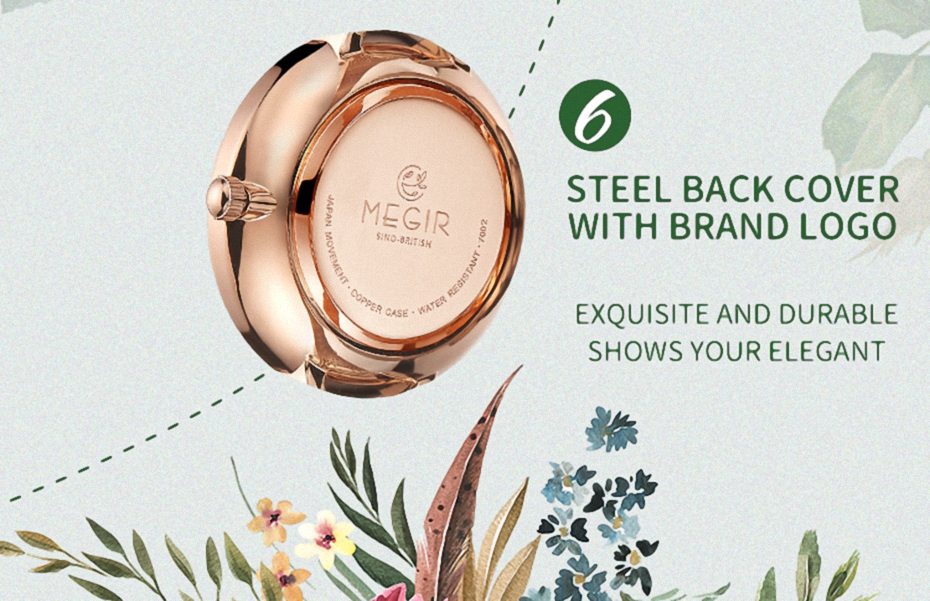 6
STEEL BACK COVER
WITH BRAND LOGO
EXQUISITE AND DURABLE
SHOWS YOUR ELEGANT
MEGIR
SINO-BRITISH
JAPAN MOVEMENT · COPPER CASE · WATER RESISTANT · 7002